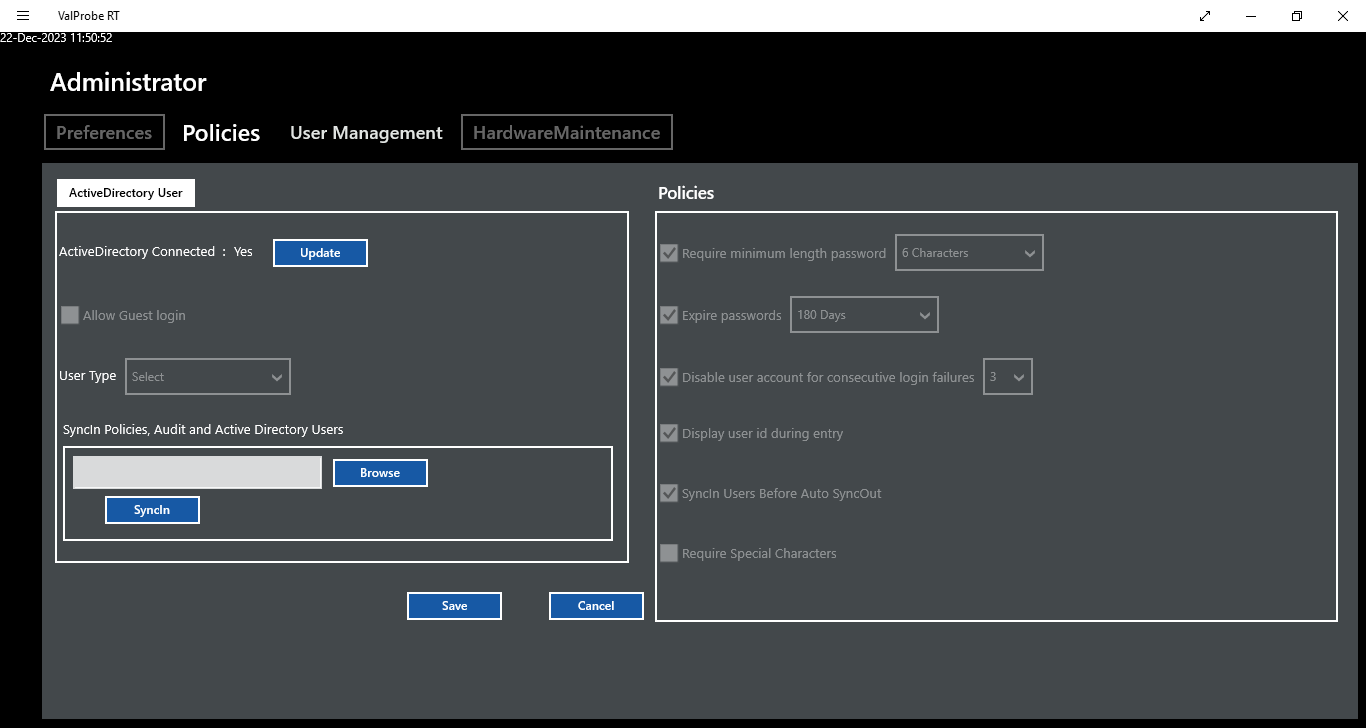 ValProbe RT
22-Dec-2023 11:50:52
Administrator
Preferences Policies User Management HardwareMaintenance
ActiveDirectory User
ActiveDirectory Connected : Yes Update
Allow Guest login
User Type Select
SyncIn Policies, Audit and Active Directory Users
Browse
SyncIn
Save Cancel
Policies
Require minimum length password 6 Characters
Expire passwords 180 Days
Disable user account for consecutive login failures 3
Display user id during entry
SyncIn Users Before Auto SyncOut
Require Special Characters